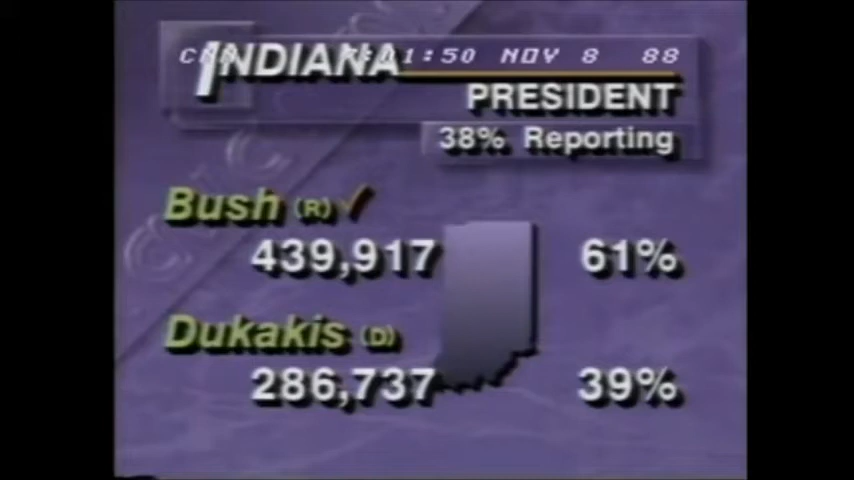 INDIANA
1:50 NOV 8 88
PRESIDENT
38% Reporting
Bush (R) ✓
439,917 61%
Dukakis (D)
286,737 39%